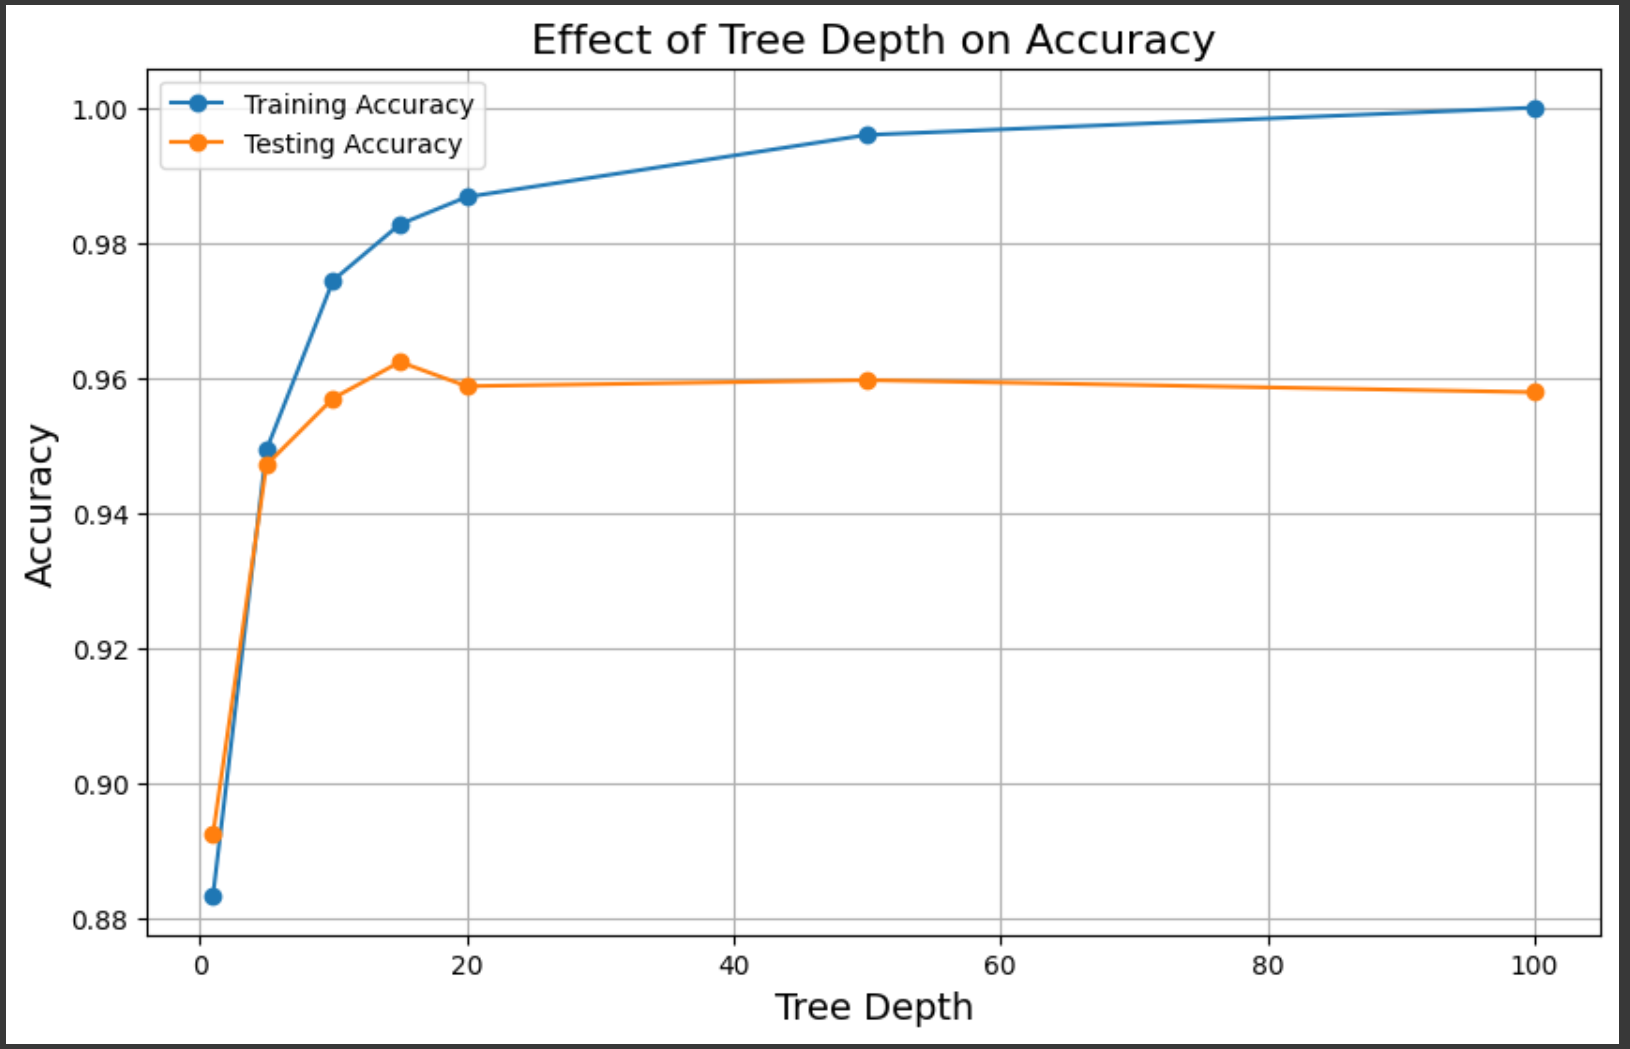 Effect of Tree Depth on Accuracy
Training Accuracy
Testing Accuracy
1.00
0.98
0.96
0.94
0.92
0.90
0.88
Accuracy
0 20 40 60 80 100
Tree Depth